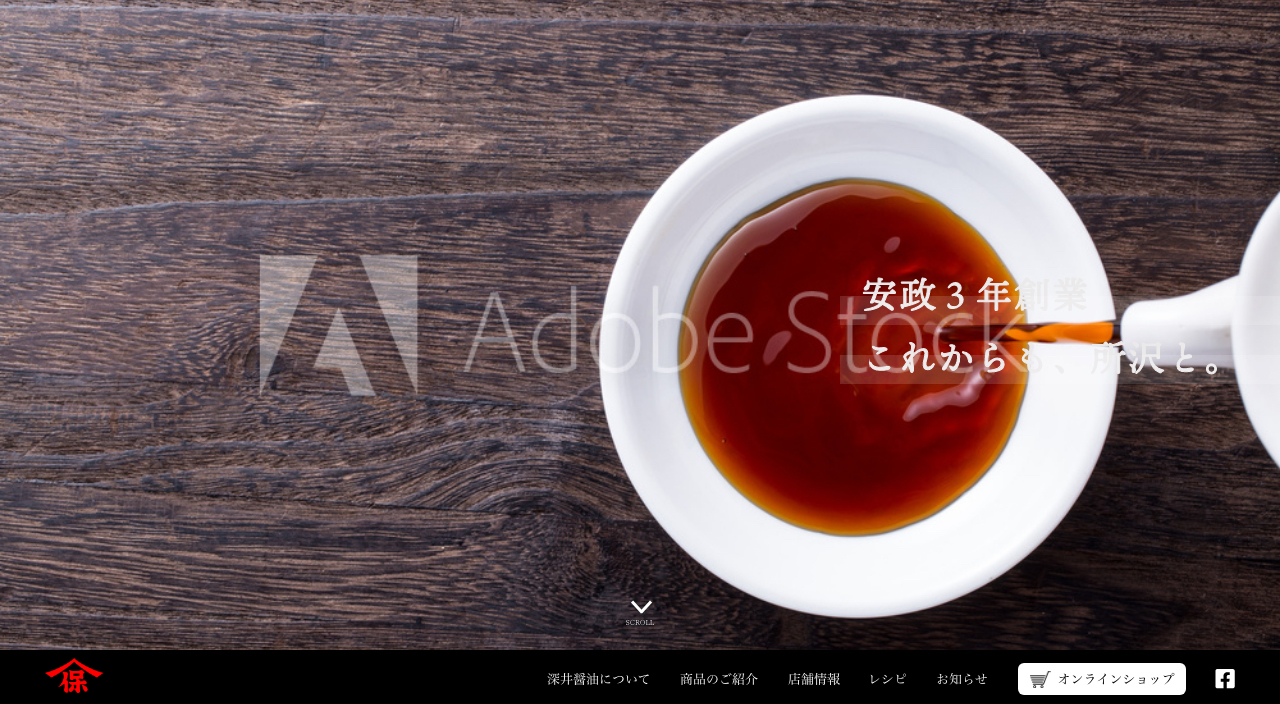 Adobe Stock
安政３年創業
これからも、所沢と。
SCROLL
保
深井醤油について
商品のご紹介
店舗情報
レシピ
お知らせ
オンラインショップ